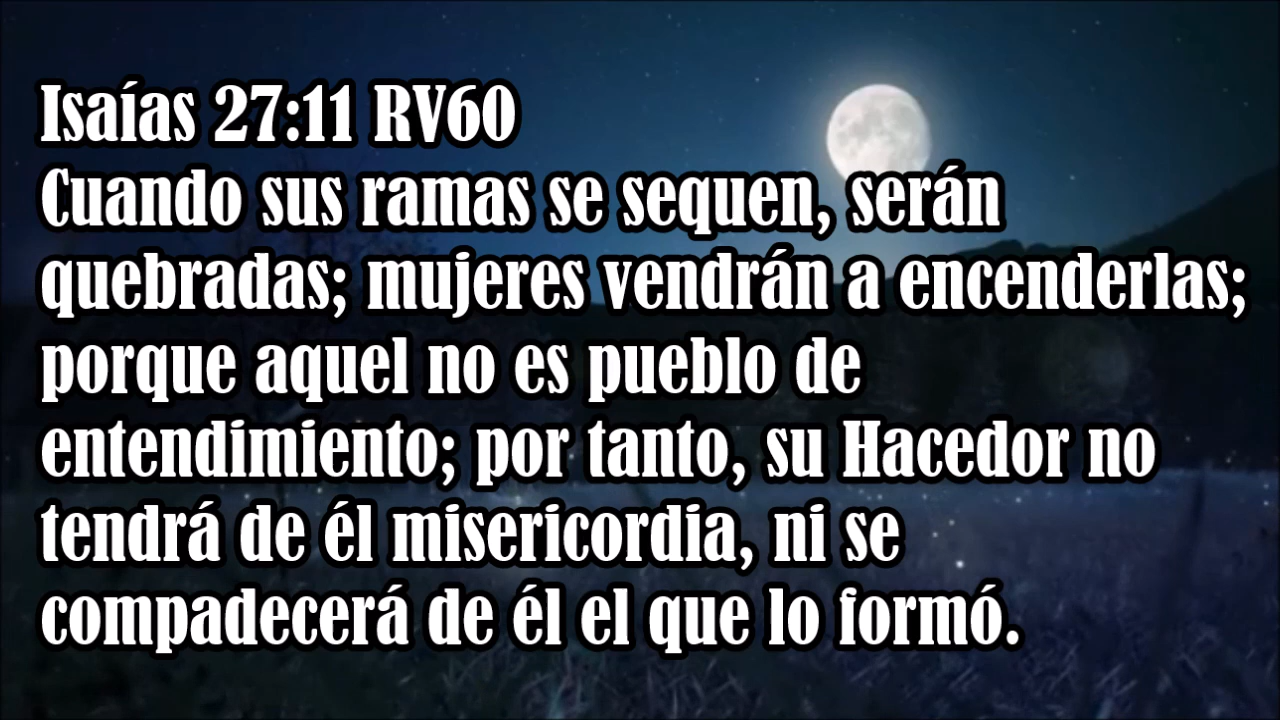 Isaías 27:11 RV60
Cuando sus ramas se sequen, serán
quebradas; mujeres vendrán a encenderlas;
porque aquel no es pueblo de
entendimiento; por tanto, su Hacedor no
tendrá de él misericordia, ni se
compadecerá de él el que lo formó.